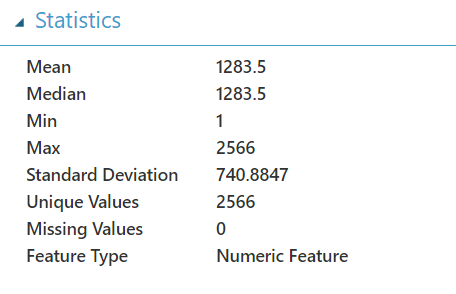 Statistics
Mean 1283.5
Median 1283.5
Min 1
Max 2566
Standard Deviation 740.8847
Unique Values 2566
Missing Values 0
Feature Type Numeric Feature